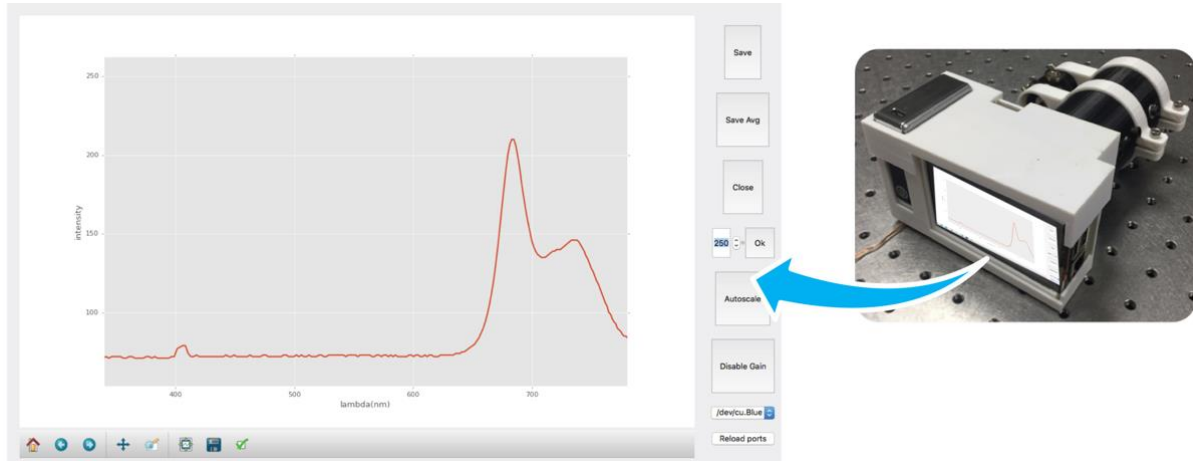 250
200
150
100
400
500
600
700
intensity
lambda(nm)
Save
Save Avg
Close
250
Ok
Autoscale
Disable Gain
/dev/cu.Blue
Reload ports